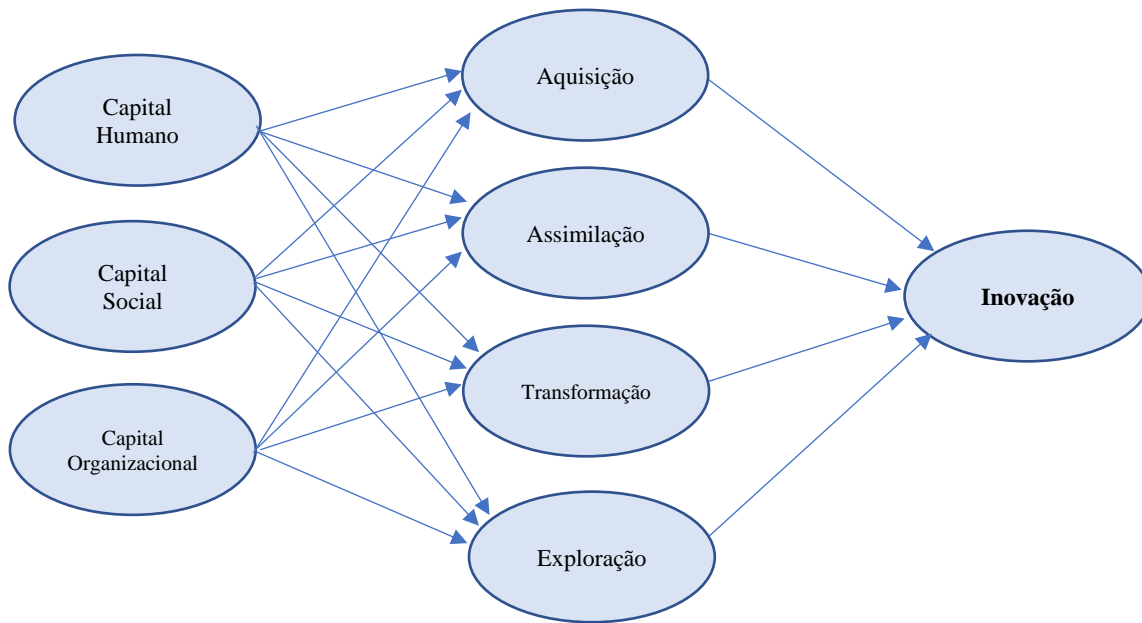 Capital
Humano
Capital
Social
Capital
Organizacional
Aquisição
Assimilação
Transformação
Exploração
Inovação